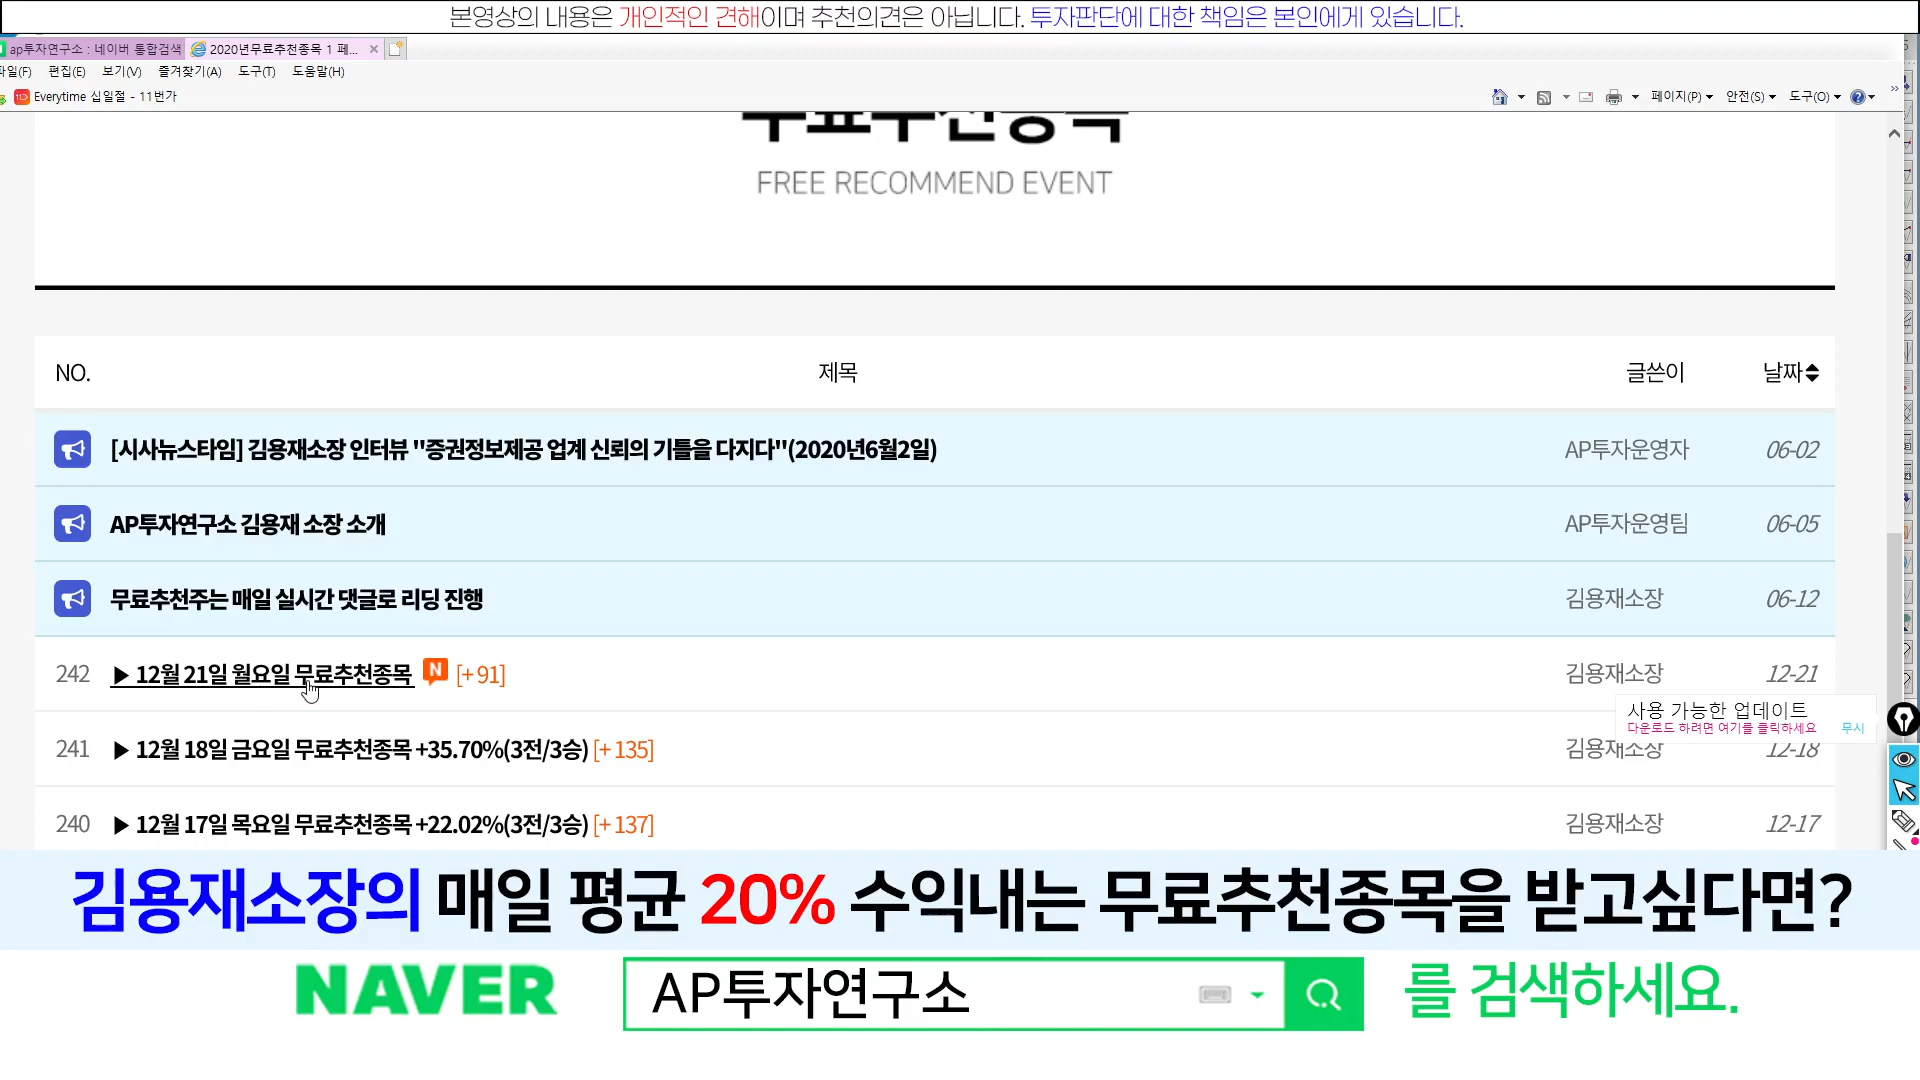 본영상의 내용은 개인적인 견해이며 추천의견은 아닙니다. 투자판단에 대한 책임은 본인에게 있습니다.
ap투자연구소 : 네이버 통합검색 2020년무료추천종목 1 페...
파일(F) 편집(E) 보기(V) 즐겨찾기(A) 도구(T) 도움말(H)
Everytime 십일절 - 11번가 페이지(P) 안전(S) 도구(O)
무료추천종목
FREE RECOMMEND EVENT
NO. 제목 글쓴이 날짜
[시사뉴스타임] 김용재소장 인터뷰 "증권정보제공 업계 신뢰의 기틀을 다지다"(2020년6월2일) AP투자운영자 06-02
AP투자연구소 김용재 소장 소개 AP투자운영팀 06-05
무료추천주는 매일 실시간 댓글로 리딩 진행 김용재소장 06-12
242 ▶ 12월 21일 월요일 무료추천종목 N [+ 91] 김용재소장 12-21
사용 가능한 업데이트
다운로드 하려면 여기를 클릭하세요 무시
241 ▶ 12월 18일 금요일 무료추천종목 +35.70%(3전/3승) [+ 135] 김용재소장 12-18
240 ▶ 12월 17일 목요일 무료추천종목 +22.02%(3전/3승) [+ 137] 김용재소장 12-17
김용재소장의 매일 평균 20% 수익내는 무료추천종목을 받고싶다면?
NAVER AP투자연구소 를 검색하세요.